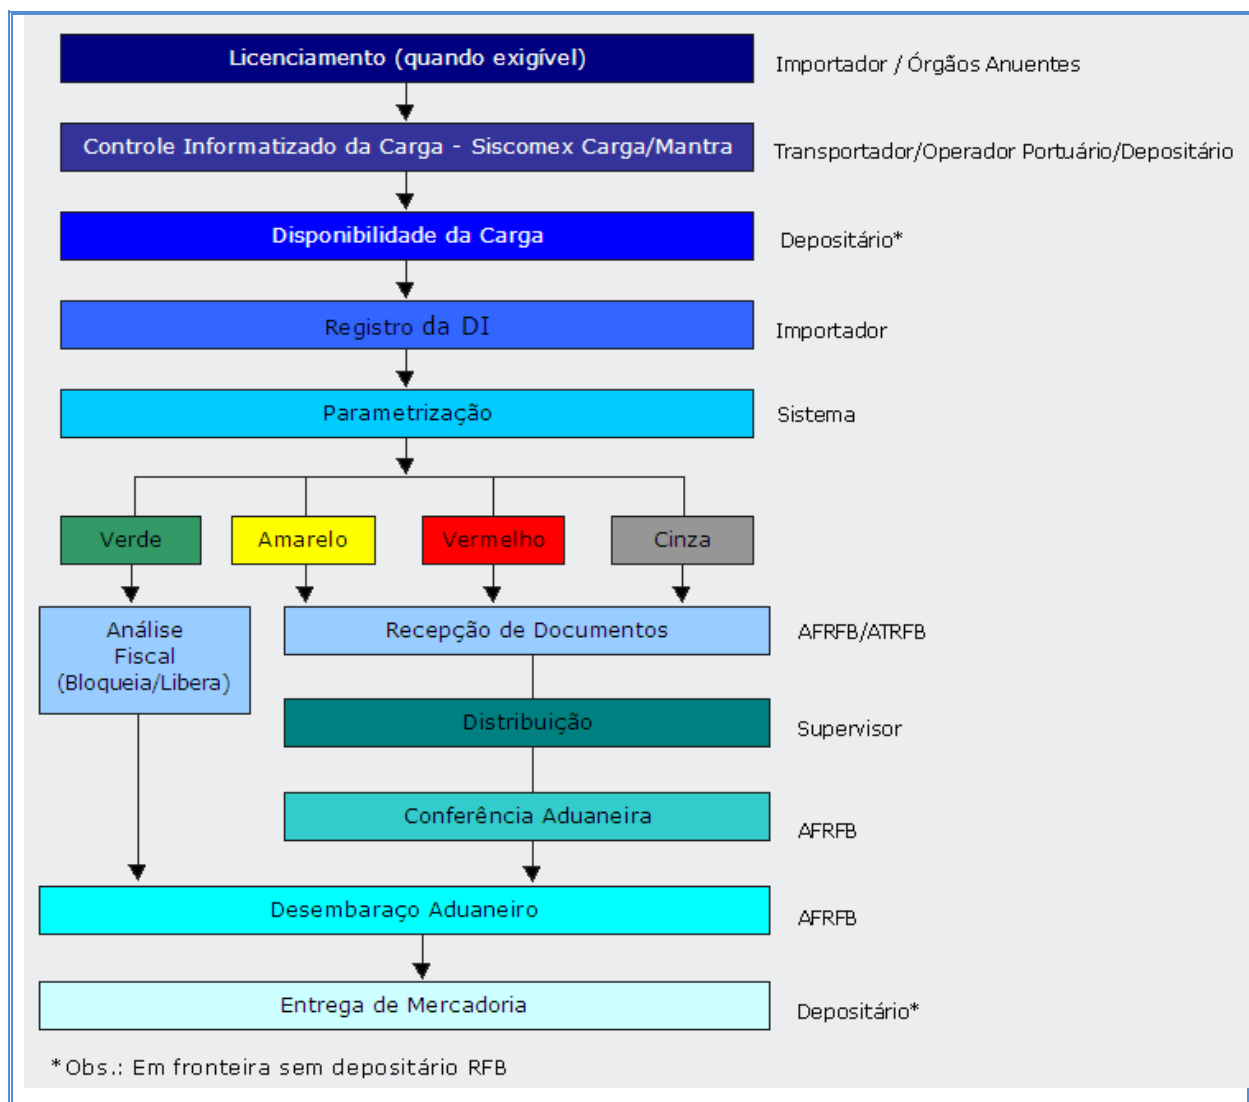 Licenciamento (quando exigível)
Importador / Órgãos Anuentes
Controle Informatizado da Carga - Siscomex Carga/Mantra
Transportador/Operador Portuário/Depositário
Disponibilidade da Carga
Depositário*
Registro da DI
Importador
Parametrização
Sistema
Verde
Amarelo
Vermelho
Cinza
Análise
Fiscal
(Bloqueia/Libera)
Recepção de Documentos
AFRFB/ATRFB
Distribuição
Supervisor
Conferência Aduaneira
AFRFB
Desembaraço Aduaneiro
AFRFB
Entrega de Mercadoria
Depositário*
*Obs.: Em fronteira sem depositário RFB